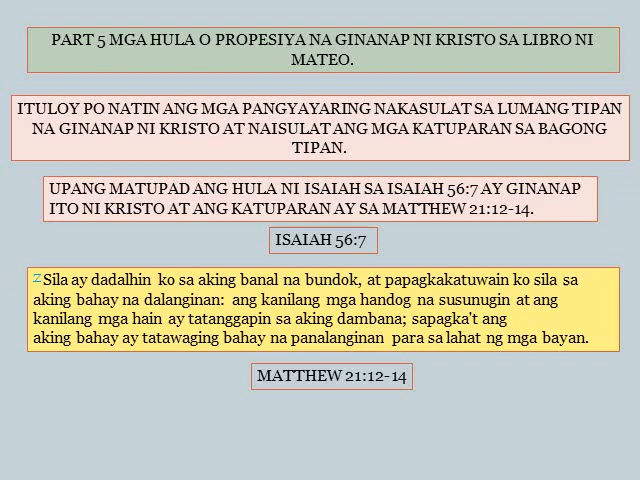 PART 5 MGA HULA O PROPESIYA NA GINANAP NI KRISTO SA LIBRO NI
MATEO.
ITULOY PO NATIN ANG MGA PANGYAYARING NAKASULAT SA LUMANG TIPAN
NA GINANAP NI KRISTO AT NAISULAT ANG MGA KATUPARAN SA BAGONG
TIPAN.
UPANG MATUPAD ANG HULA NI ISAIAH SA ISAIAH 56:7 AY GINANAP
ITO NI KRISTO AT ANG KATUPARAN AY SA MATTHEW 21:12-14.
ISAIAH 56:7
Z Sila ay dadalhin ko sa aking banal na bundok, at papagkakatuwain ko sila sa
aking bahay na dalanginan: ang kanilang mga handog na susunugin at ang
kanilang mga hain ay tatanggapin sa aking dambana; sapagka't ang
aking bahay ay tatawaging bahay na panalanginan para sa lahat ng mga bayan.
MATTHEW 21:12-14